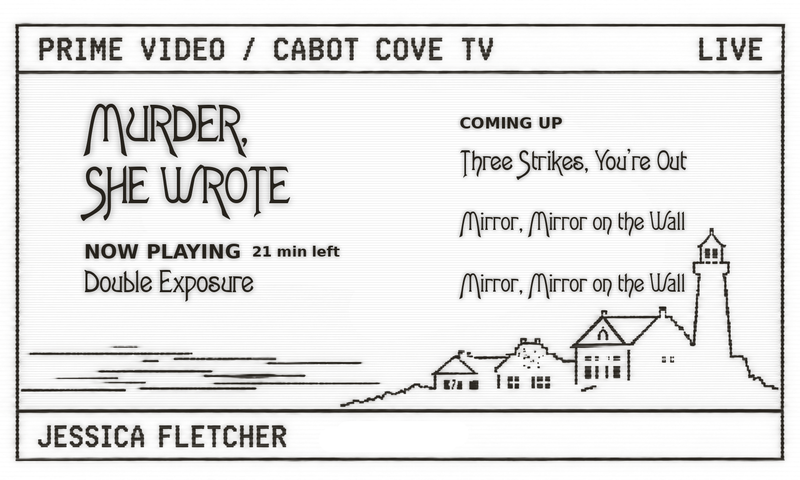 PRIME VIDEO / CABOT COVE TV
LIVE
MURDER,
SHE WROTE
NOW PLAYING 21 min left
Double Exposure
COMING UP
Three Strikes, You're Out
Mirror, Mirror on the Wall
Mirror, Mirror on the Wall
JESSICA FLETCHER